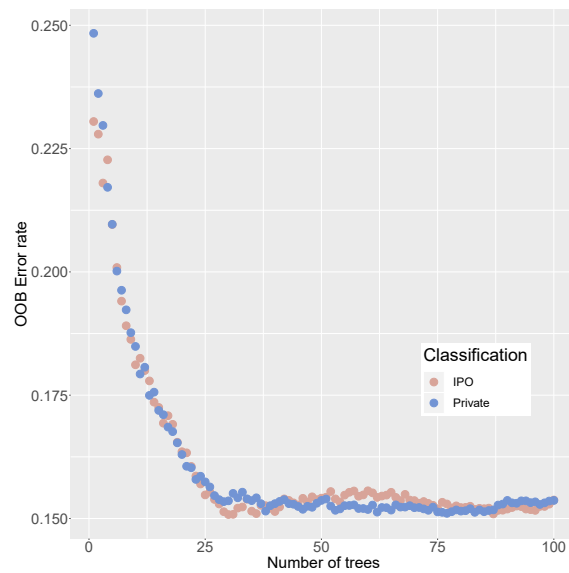 0.250
0.225
0.200
0.175
0.150
OOB Error rate
Classification
IPO
Private
0 25 50 75 100
Number of trees